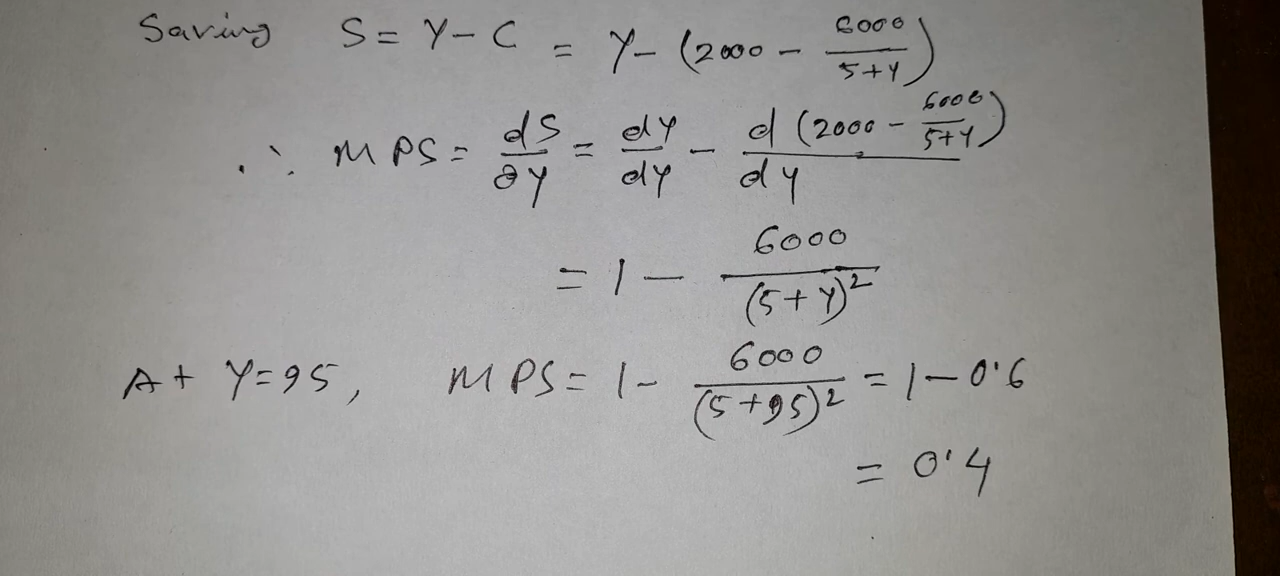 Saving S = Y - C = Y - (2000 - 6000/(5+Y))
∴ MPS = dS/∂Y = dY/dY - d(2000 - 6000/(5+Y))/dY
= 1 - 6000/(5+Y)²
At Y=95, MPS = 1 - 6000/(5+95)² = 1 - 0.6
= 0.4